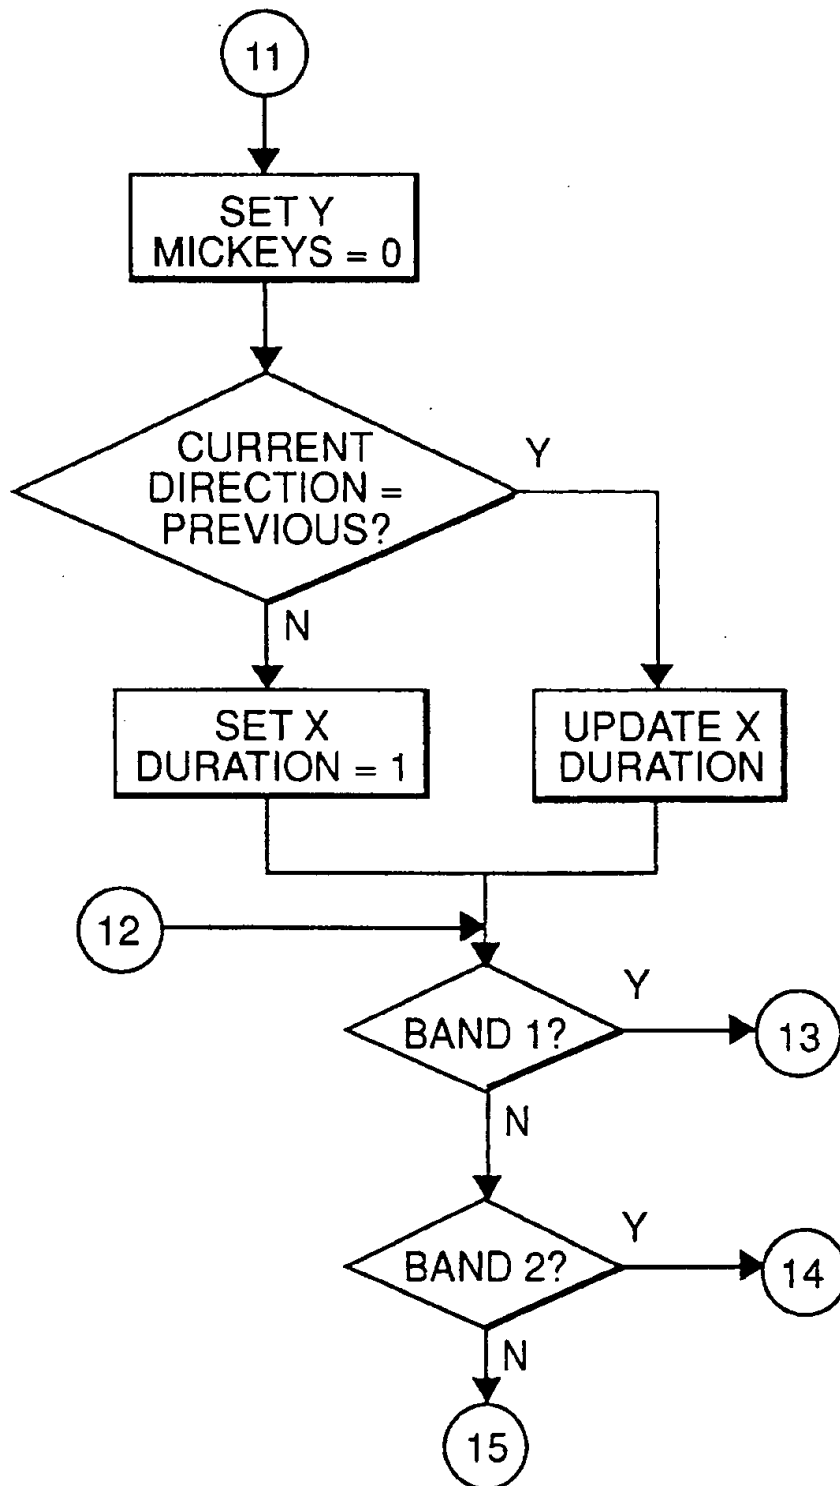 11
SET Y
MICKEYS = 0
CURRENT
DIRECTION =
PREVIOUS?
Y
N
SET X
DURATION = 1
UPDATE X
DURATION
12
BAND 1?
Y
13
N
BAND 2?
Y
14
N
15